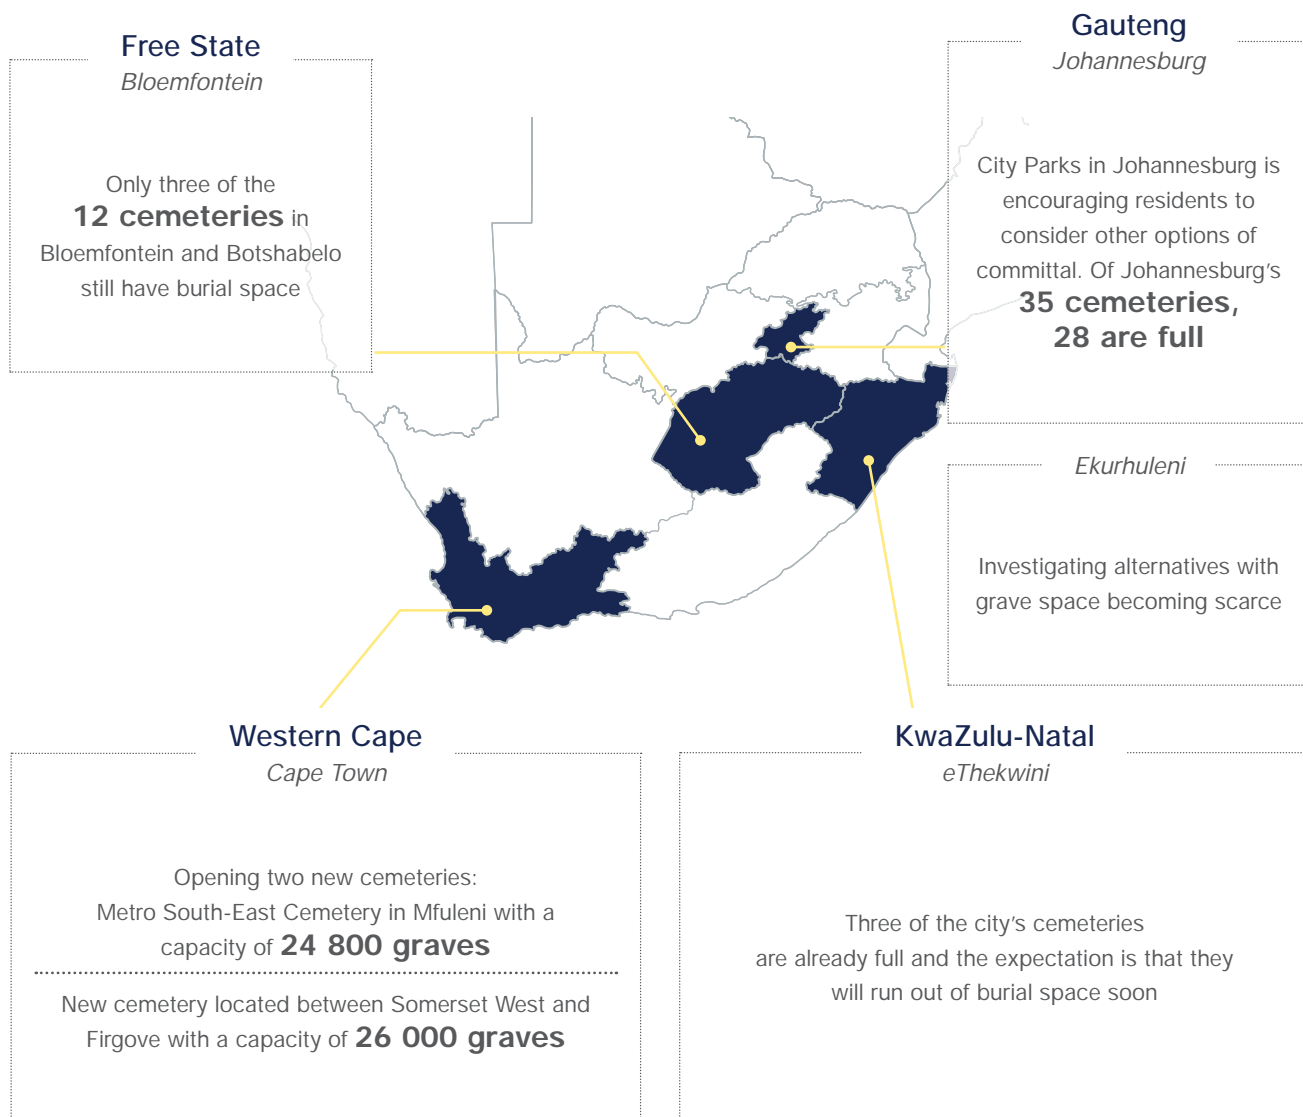 Free State
Bloemfontein
Only three of the
12 cemeteries in
Bloemfontein and Botshabelo
still have burial space
Gauteng
Johannesburg
City Parks in Johannesburg is
encouraging residents to
consider other options of
committal. Of Johannesburg's
35 cemeteries,
28 are full
Ekurhuleni
Investigating alternatives with
grave space becoming scarce
Western Cape
Cape Town
Opening two new cemeteries:
Metro South-East Cemetery in Mfuleni with a
capacity of 24 800 graves
New cemetery located between Somerset West and
Firgove with a capacity of 26 000 graves
KwaZulu-Natal
eThekwini
Three of the city's cemeteries
are already full and the expectation is that they
will run out of burial space soon